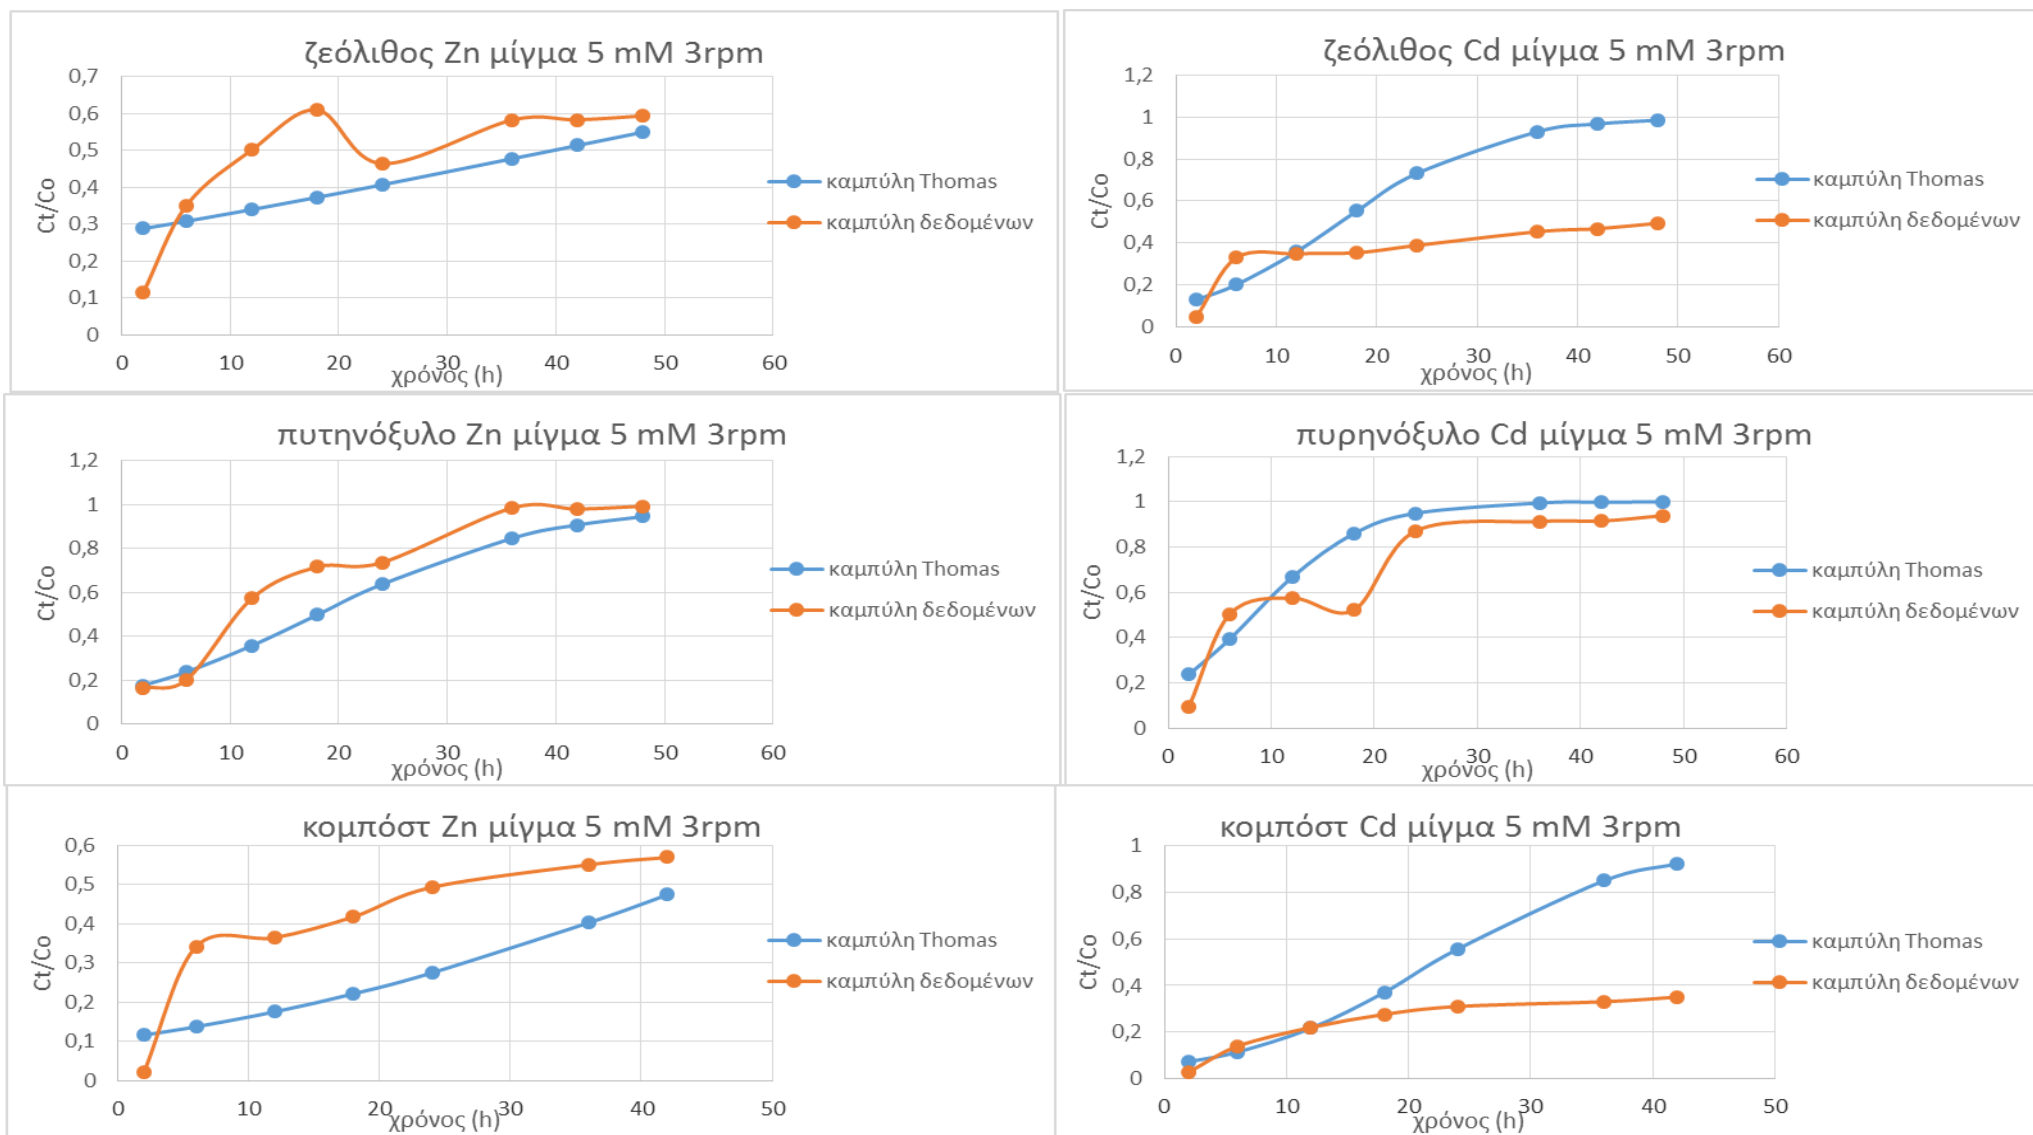 ζεόλιθος Zn μίγμα 5 mM 3rpm
0,7
0,6
0,5
0,4
0,3
0,2
0,1
0
Ct/Co
0 10 20 30 40 50 60
χρόνος (h)
καμπύλη Thomas
καμπύλη δεδομένων
ζεόλιθος Cd μίγμα 5 mM 3rpm
1,2
1
0,8
0,6
0,4
0,2
0
Ct/Co
0 10 20 30 40 50 60
χρόνος (h)
καμπύλη Thomas
καμπύλη δεδομένων
πυτηνόξυλο Zn μίγμα 5 mM 3rpm
1,2
1
0,8
0,6
0,4
0,2
0
Ct/Co
0 10 20 30 40 50 60
χρόνος (h)
καμπύλη Thomas
καμπύλη δεδομένων
πυρηνόξυλο Cd μίγμα 5 mM 3rpm
1,2
1
0,8
0,6
0,4
0,2
0
Ct/Co
0 10 20 30 40 50 60
χρόνος (h)
καμπύλη Thomas
καμπύλη δεδομένων
κομπόστ Zn μίγμα 5 mM 3rpm
0,6
0,5
0,4
0,3
0,2
0,1
0
Ct/Co
0 10 20 30 40 50
χρόνος (h)
καμπύλη Thomas
καμπύλη δεδομένων
κομπόστ Cd μίγμα 5 mM 3rpm
1
0,8
0,6
0,4
0,2
0
Ct/Co
0 10 20 30 40 50
χρόνος (h)
καμπύλη Thomas
καμπύλη δεδομένων